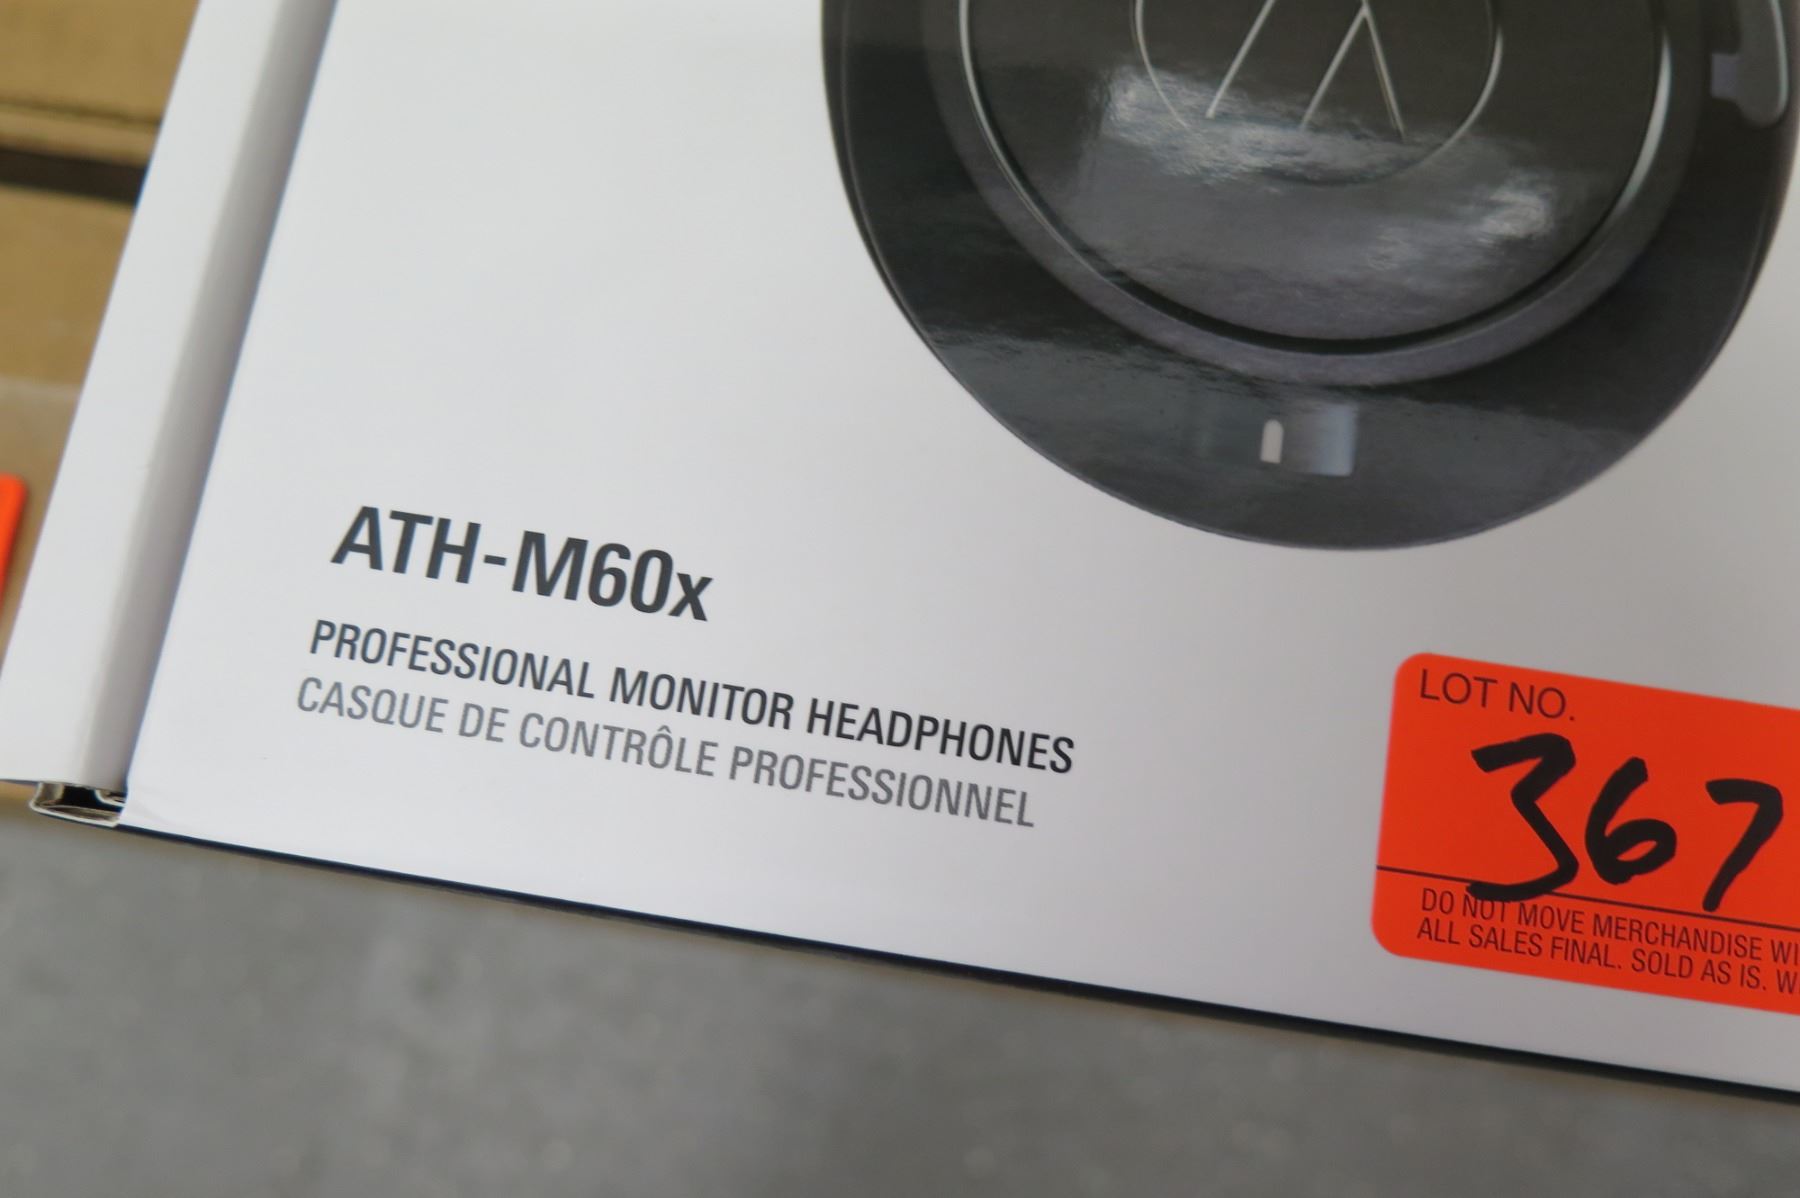 ATH-M60x
PROFESSIONAL MONITOR HEADPHONES
CASQUE DE CONTRÔLE PROFESSIONNEL
LOT NO.
367
DO NOT MOVE MERCHANDISE
ALL SALES FINAL. SOLD AS IS.